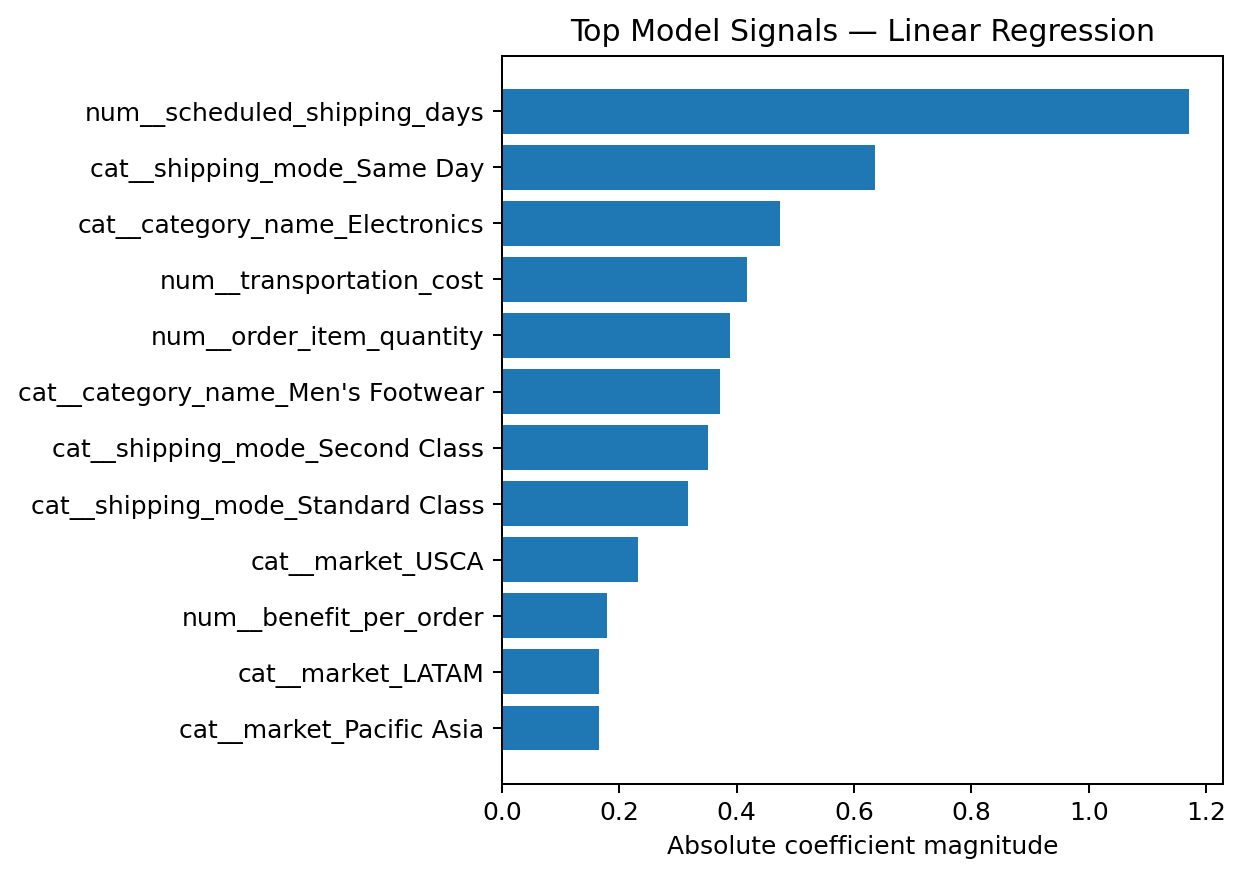 Top Model Signals — Linear Regression
num__scheduled_shipping_days
cat__shipping_mode_Same Day
cat__category_name_Electronics
num__transportation_cost
num__order_item_quantity
cat__category_name_Men's Footwear
cat__shipping_mode_Second Class
cat__shipping_mode_Standard Class
cat__market_USCA
num__benefit_per_order
cat__market_LATAM
cat__market_Pacific Asia
0.0 0.2 0.4 0.6 0.8 1.0 1.2
Absolute coefficient magnitude